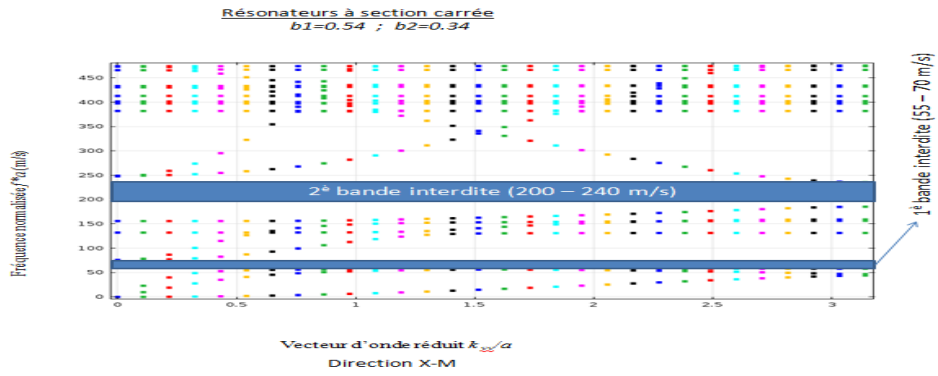 Résonateurs à section carrée
b1=0.54 ; b2=0.34
450
400
350
300
250
200
150
100
50
0
2è bande interdite (200 – 240 m/s)
1è bande interdite (55 – 70 m/s)
Fréquence normalisée f*a (m/s)
0
0.5
1
1.5
2
2.5
3
Vecteur d'onde réduit k /a
Direction X-M